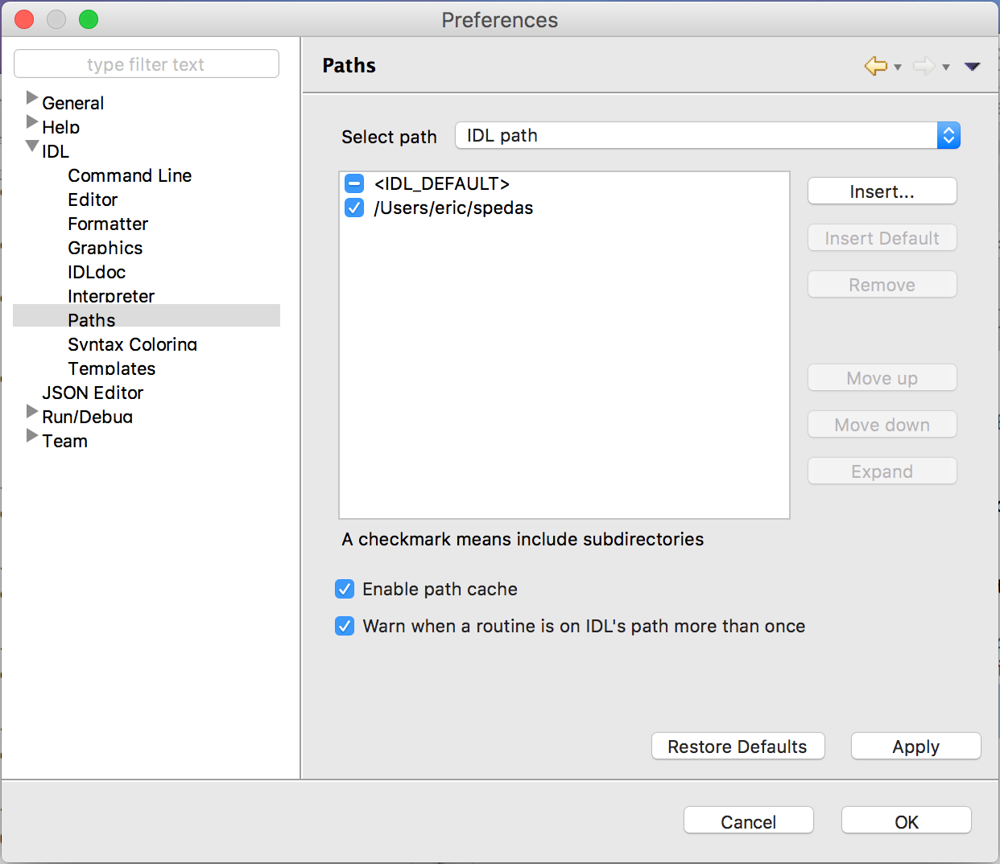 Preferences
type filter text
General
Help
IDL
Command Line
Editor
Formatter
Graphics
IDLdoc
Interpreter
Paths
Syntax Coloring
Templates
JSON Editor
Run/Debug
Team
Paths
Select path
IDL path
<IDL_DEFAULT>
/Users/eric/spedas
Insert...
Insert Default
Remove
Move up
Move down
Expand
A checkmark means include subdirectories
Enable path cache
Warn when a routine is on IDL's path more than once
Restore Defaults
Apply
Cancel
OK